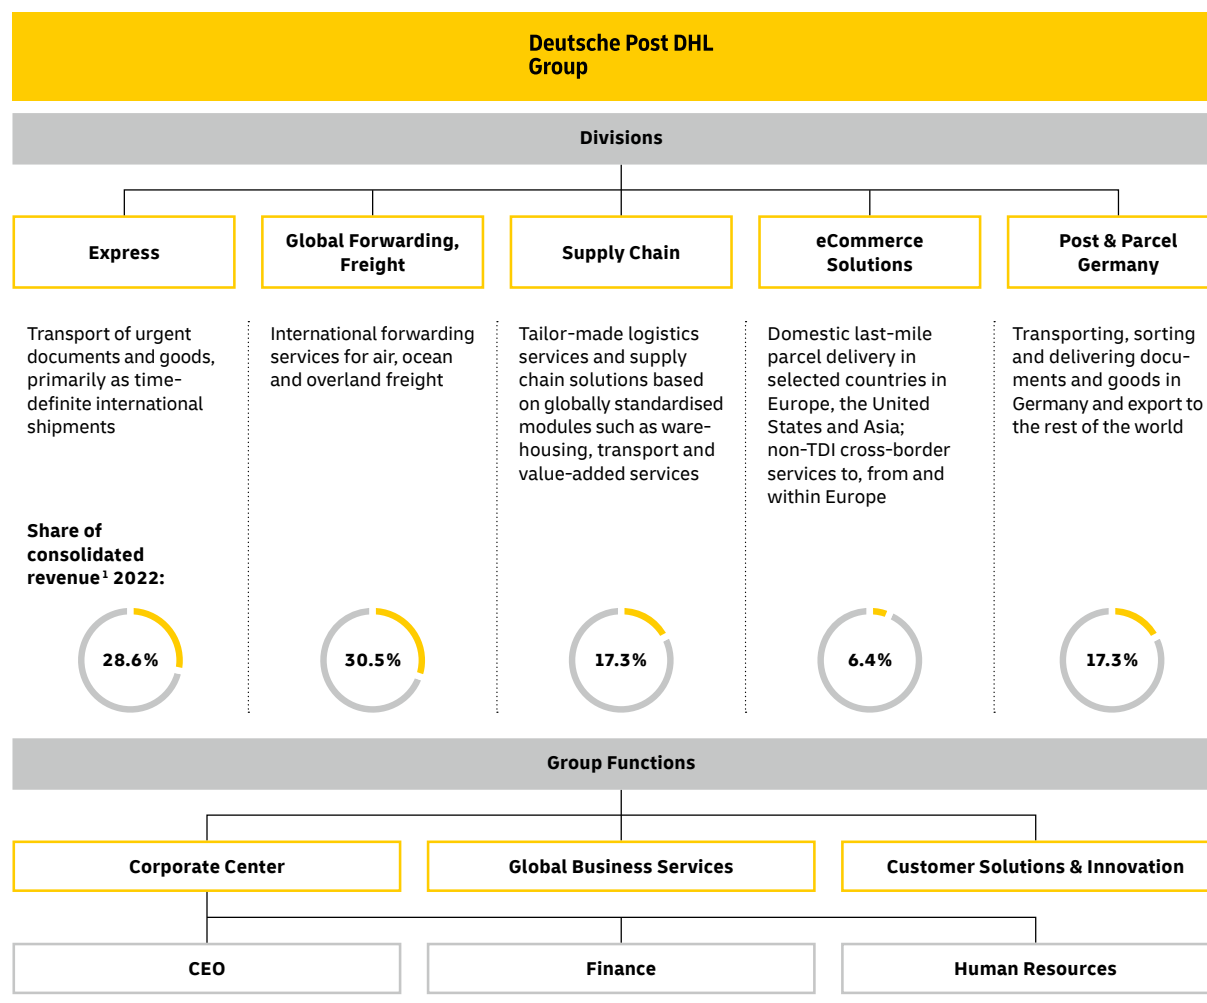 Deutsche Post DHL
Group
Divisions
Express
Global Forwarding,
Freight
Supply Chain
eCommerce
Solutions
Post & Parcel
Germany
Transport of urgent
documents and goods,
primarily as time-
definite international
shipments
International forwarding
services for air, ocean
and overland freight
Tailor-made logistics
services and supply
chain solutions based
on globally standardised
modules such as ware-
housing, transport and
value-added services
Domestic last-mile
parcel delivery in
selected countries in
Europe, the United
States and Asia;
non-TDI cross-border
services to, from and
within Europe
Transporting, sorting
and delivering docu-
ments and goods in
Germany and export to
the rest of the world
Share of
consolidated
revenue¹ 2022:
28.6%
30.5%
17.3%
6.4%
17.3%
Group Functions
Corporate Center
Global Business Services
Customer Solutions & Innovation
CEO
Finance
Human Resources